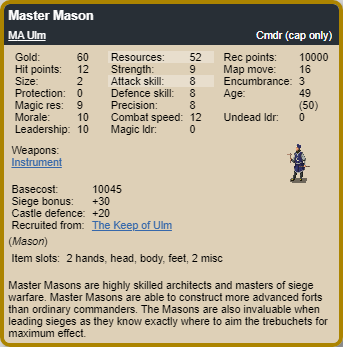 Master Mason
MA Ulm Cmdr (cap only)
Gold: 60 Resources: 52 Rec points: 10000
Hit points: 12 Strength: 9 Map move: 16
Size: 2 Attack skill: 8 Encumbrance: 3
Protection: 0 Defence skill: 8 Age: 49
Magic res: 9 Precision: 8 (50)
Morale: 10 Combat speed: 12 Undead ldr: 0
Leadership: 10 Magic ldr: 0
Weapons:
Instrument
Basecost: 10045
Siege bonus: +30
Castle defence: +20
Recruited from: The Keep of Ulm
(Mason)
Item slots: 2 hands, head, body, feet, 2 misc
Master Masons are highly skilled architects and masters of siege
warfare. Master Masons are able to construct more advanced forts
than ordinary commanders. The Masons are also invaluable when
leading sieges as they know exactly where to aim the trebuchets for
maximum effect.